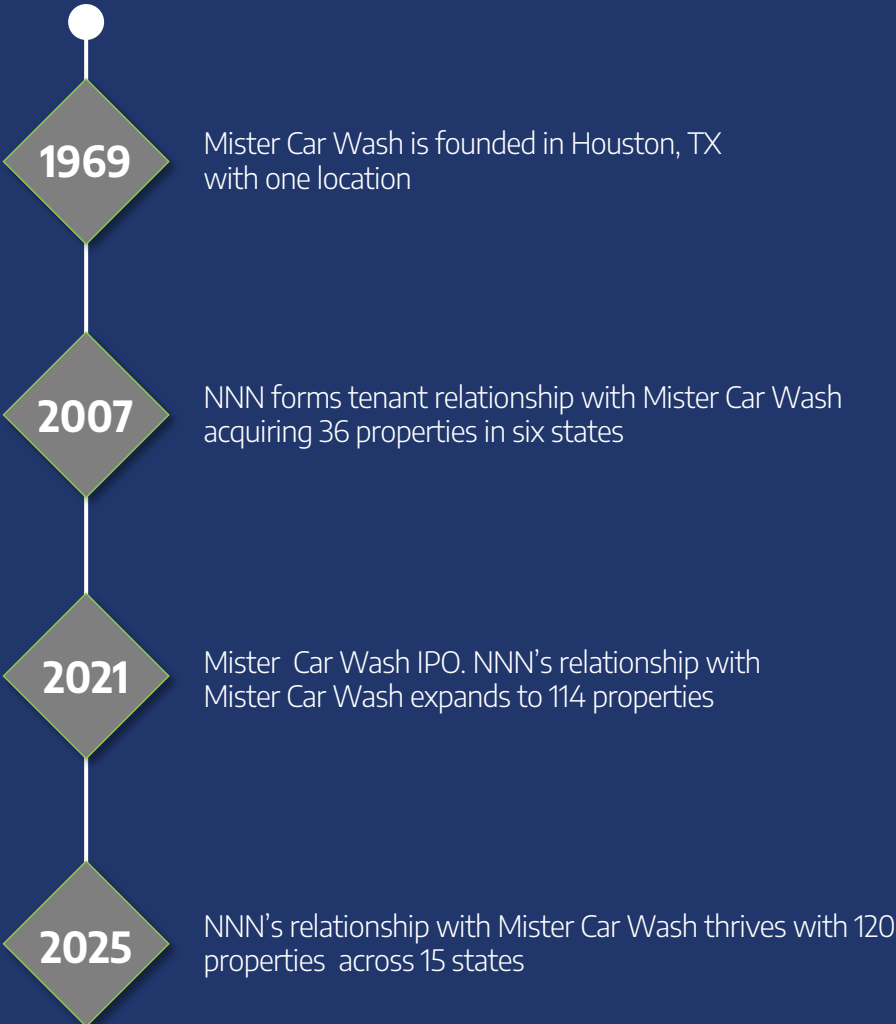 1969
Mister Car Wash is founded in Houston, TX
with one location
2007
NNN forms tenant relationship with Mister Car Wash
acquiring 36 properties in six states
2021
Mister  Car Wash IPO. NNN’s relationship with
Mister Car Wash expands to 114 properties
2025
NNN’s relationship with Mister Car Wash thrives with 120
properties  across 15 states